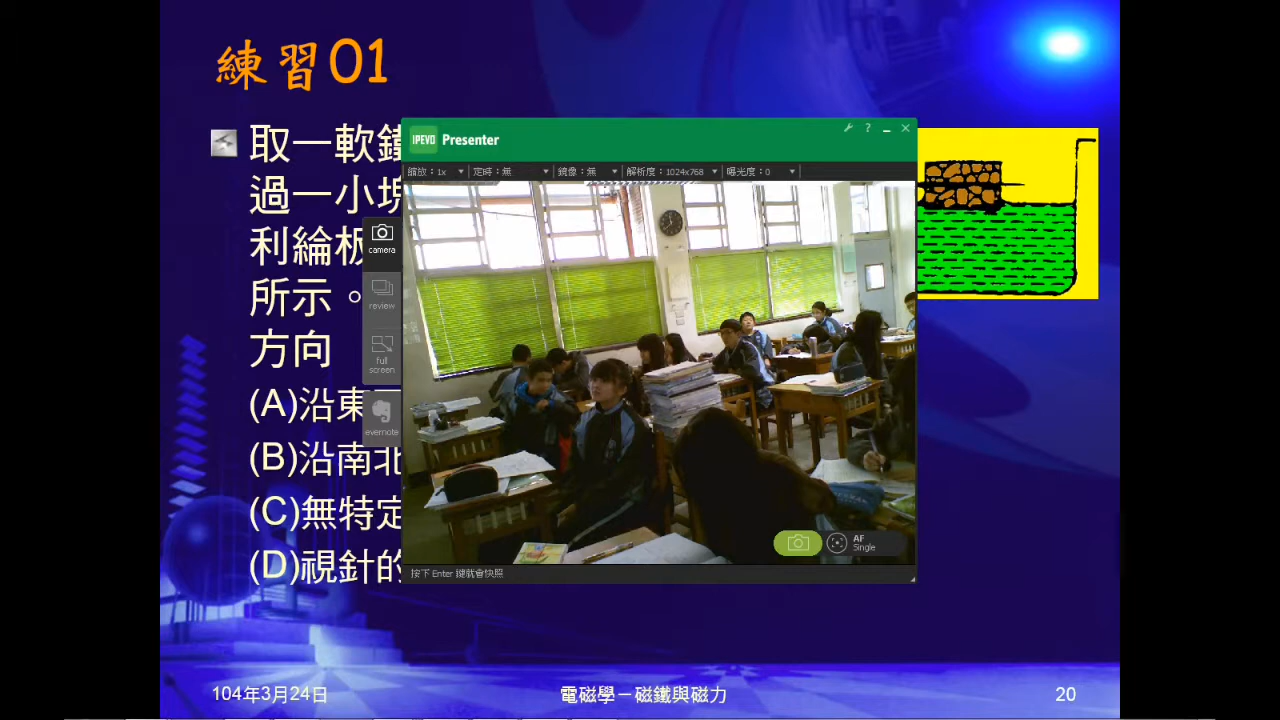 練習01
取一軟鐵
過一小塊
利綸板
所示。
方向
(A)沿東
(B)沿南北
(C)無特定
(D)視針的
IPEVO Presenter
縮放：1x 定時：無 鏡像：無 解析度：1024x768 曝光度：0
camera
review
full
screen
evernote
AF
Single
按下 Enter 鍵就會快照
104年3月24日 電磁學－磁鐵與磁力 20